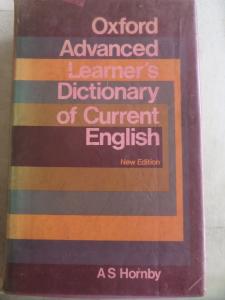 Oxford
Advanced
Learner's
Dictionary
of Current
English
New Edition
A S Hornby